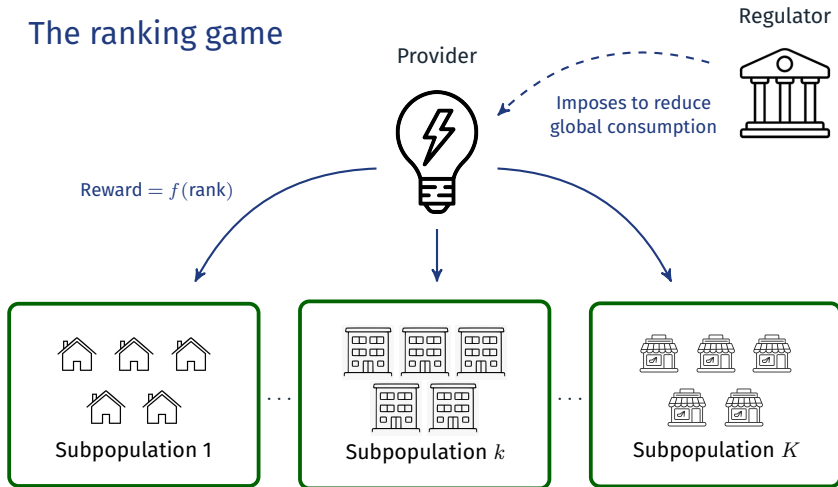 The ranking game
Regulator
Provider
Imposes to reduce
global consumption
Reward = f(rank)
Subpopulation 1
...
Subpopulation k
...
Subpopulation K